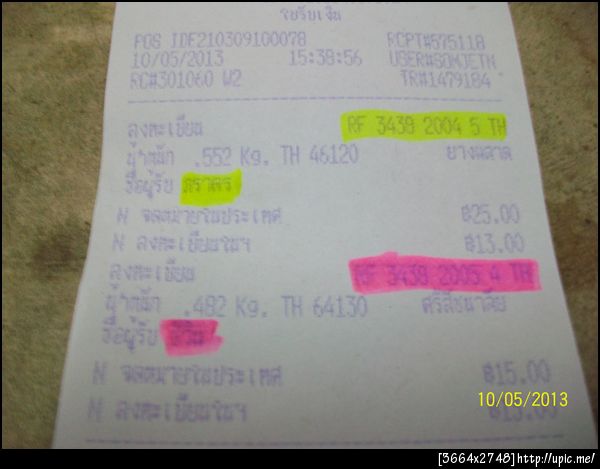 ใบรับเงิน
POS IDE210309100078 RCPT#575118
10/05/2013 15:38:56 USER#SOMJETN
RC#301060 W2 TR#1479184
ลงทะเบียน RF 3438 2004 5 TH
น้ำหนัก .552 Kg. TH 46120 ยางตลาด
ชื่อผู้รับ
N จดหมายในประเทศ ฿25.00
N ลงทะเบียนในฯ ฿13.00
ลงทะเบียน RF 3438 2005 4 TH
น้ำหนัก .482 Kg. TH 64130 ศรีสัชนาลัย
ชื่อผู้รับ
N จดหมายในประเทศ ฿15.00
N ลงทะเบียนในฯ ฿13.00
10/05/2013
[3664x2748]http://upic.me/